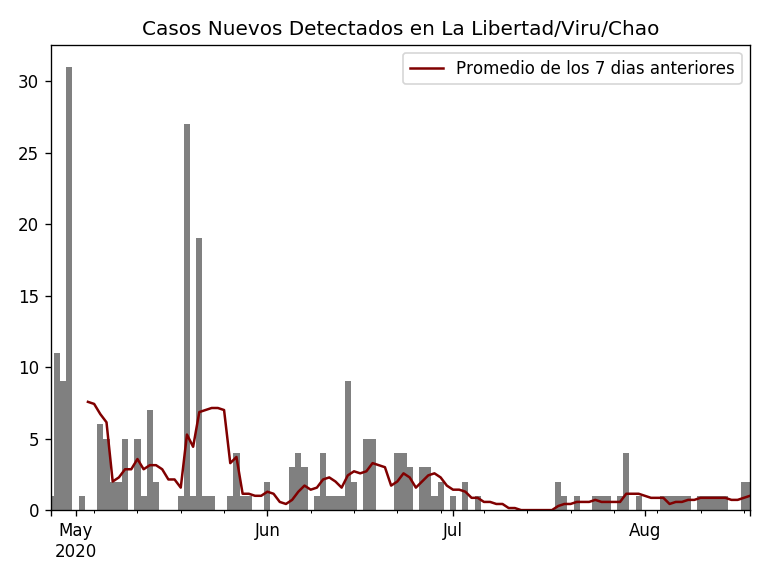 Casos Nuevos Detectados en La Libertad/Viru/Chao
Promedio de los 7 dias anteriores
30
25
20
15
10
5
0
May
2020
Jun
Jul
Aug